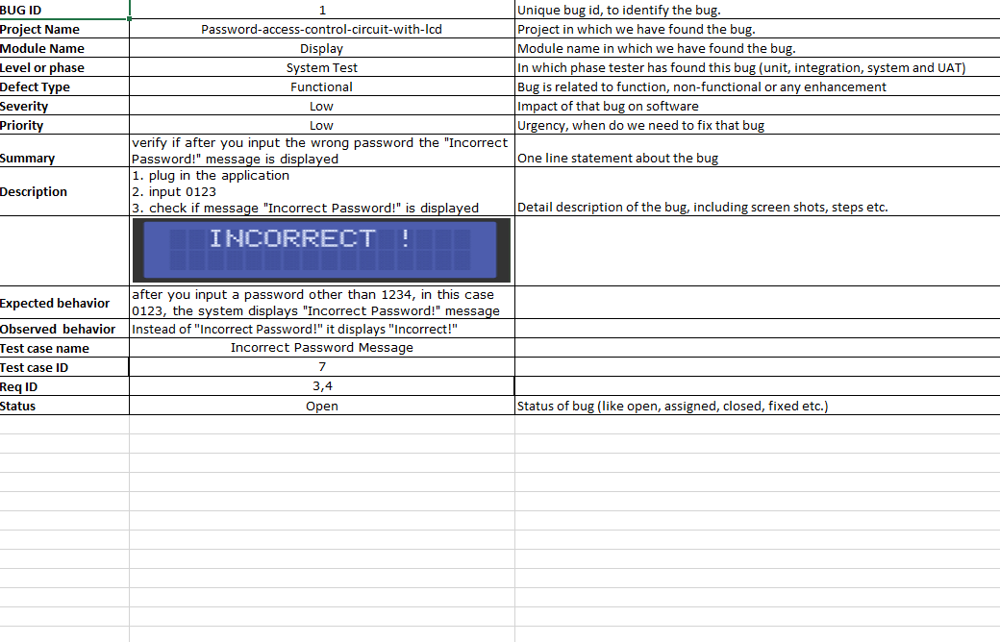 BUG ID 1 Unique bug id, to identify the bug.
Project Name Password-access-control-circuit-with-lcd Project in which we have found the bug.
Module Name Display Module name in which we have found the bug.
Level or phase System Test In which phase tester has found this bug (unit, integration, system and UAT)
Defect Type Functional Bug is related to function, non-functional or any enhancement
Severity Low Impact of that bug on software
Priority Low Urgency, when do we need to fix that bug
Summary verify if after you input the wrong password the "Incorrect
Password!" message is displayed One line statement about the bug
Description 1. plug in the application
2. input 0123
3. check if message "Incorrect Password!" is displayed Detail description of the bug, including screen shots, steps etc.
INCORRECT !
Expected behavior after you input a password other than 1234, in this case
0123, the system displays "Incorrect Password!" message
Observed  behavior Instead of "Incorrect Password!" it displays "Incorrect!"
Test case name Incorrect Password Message
Test case ID 7
Req ID 3,4
Status Open Status of bug (like open, assigned, closed, fixed etc.)